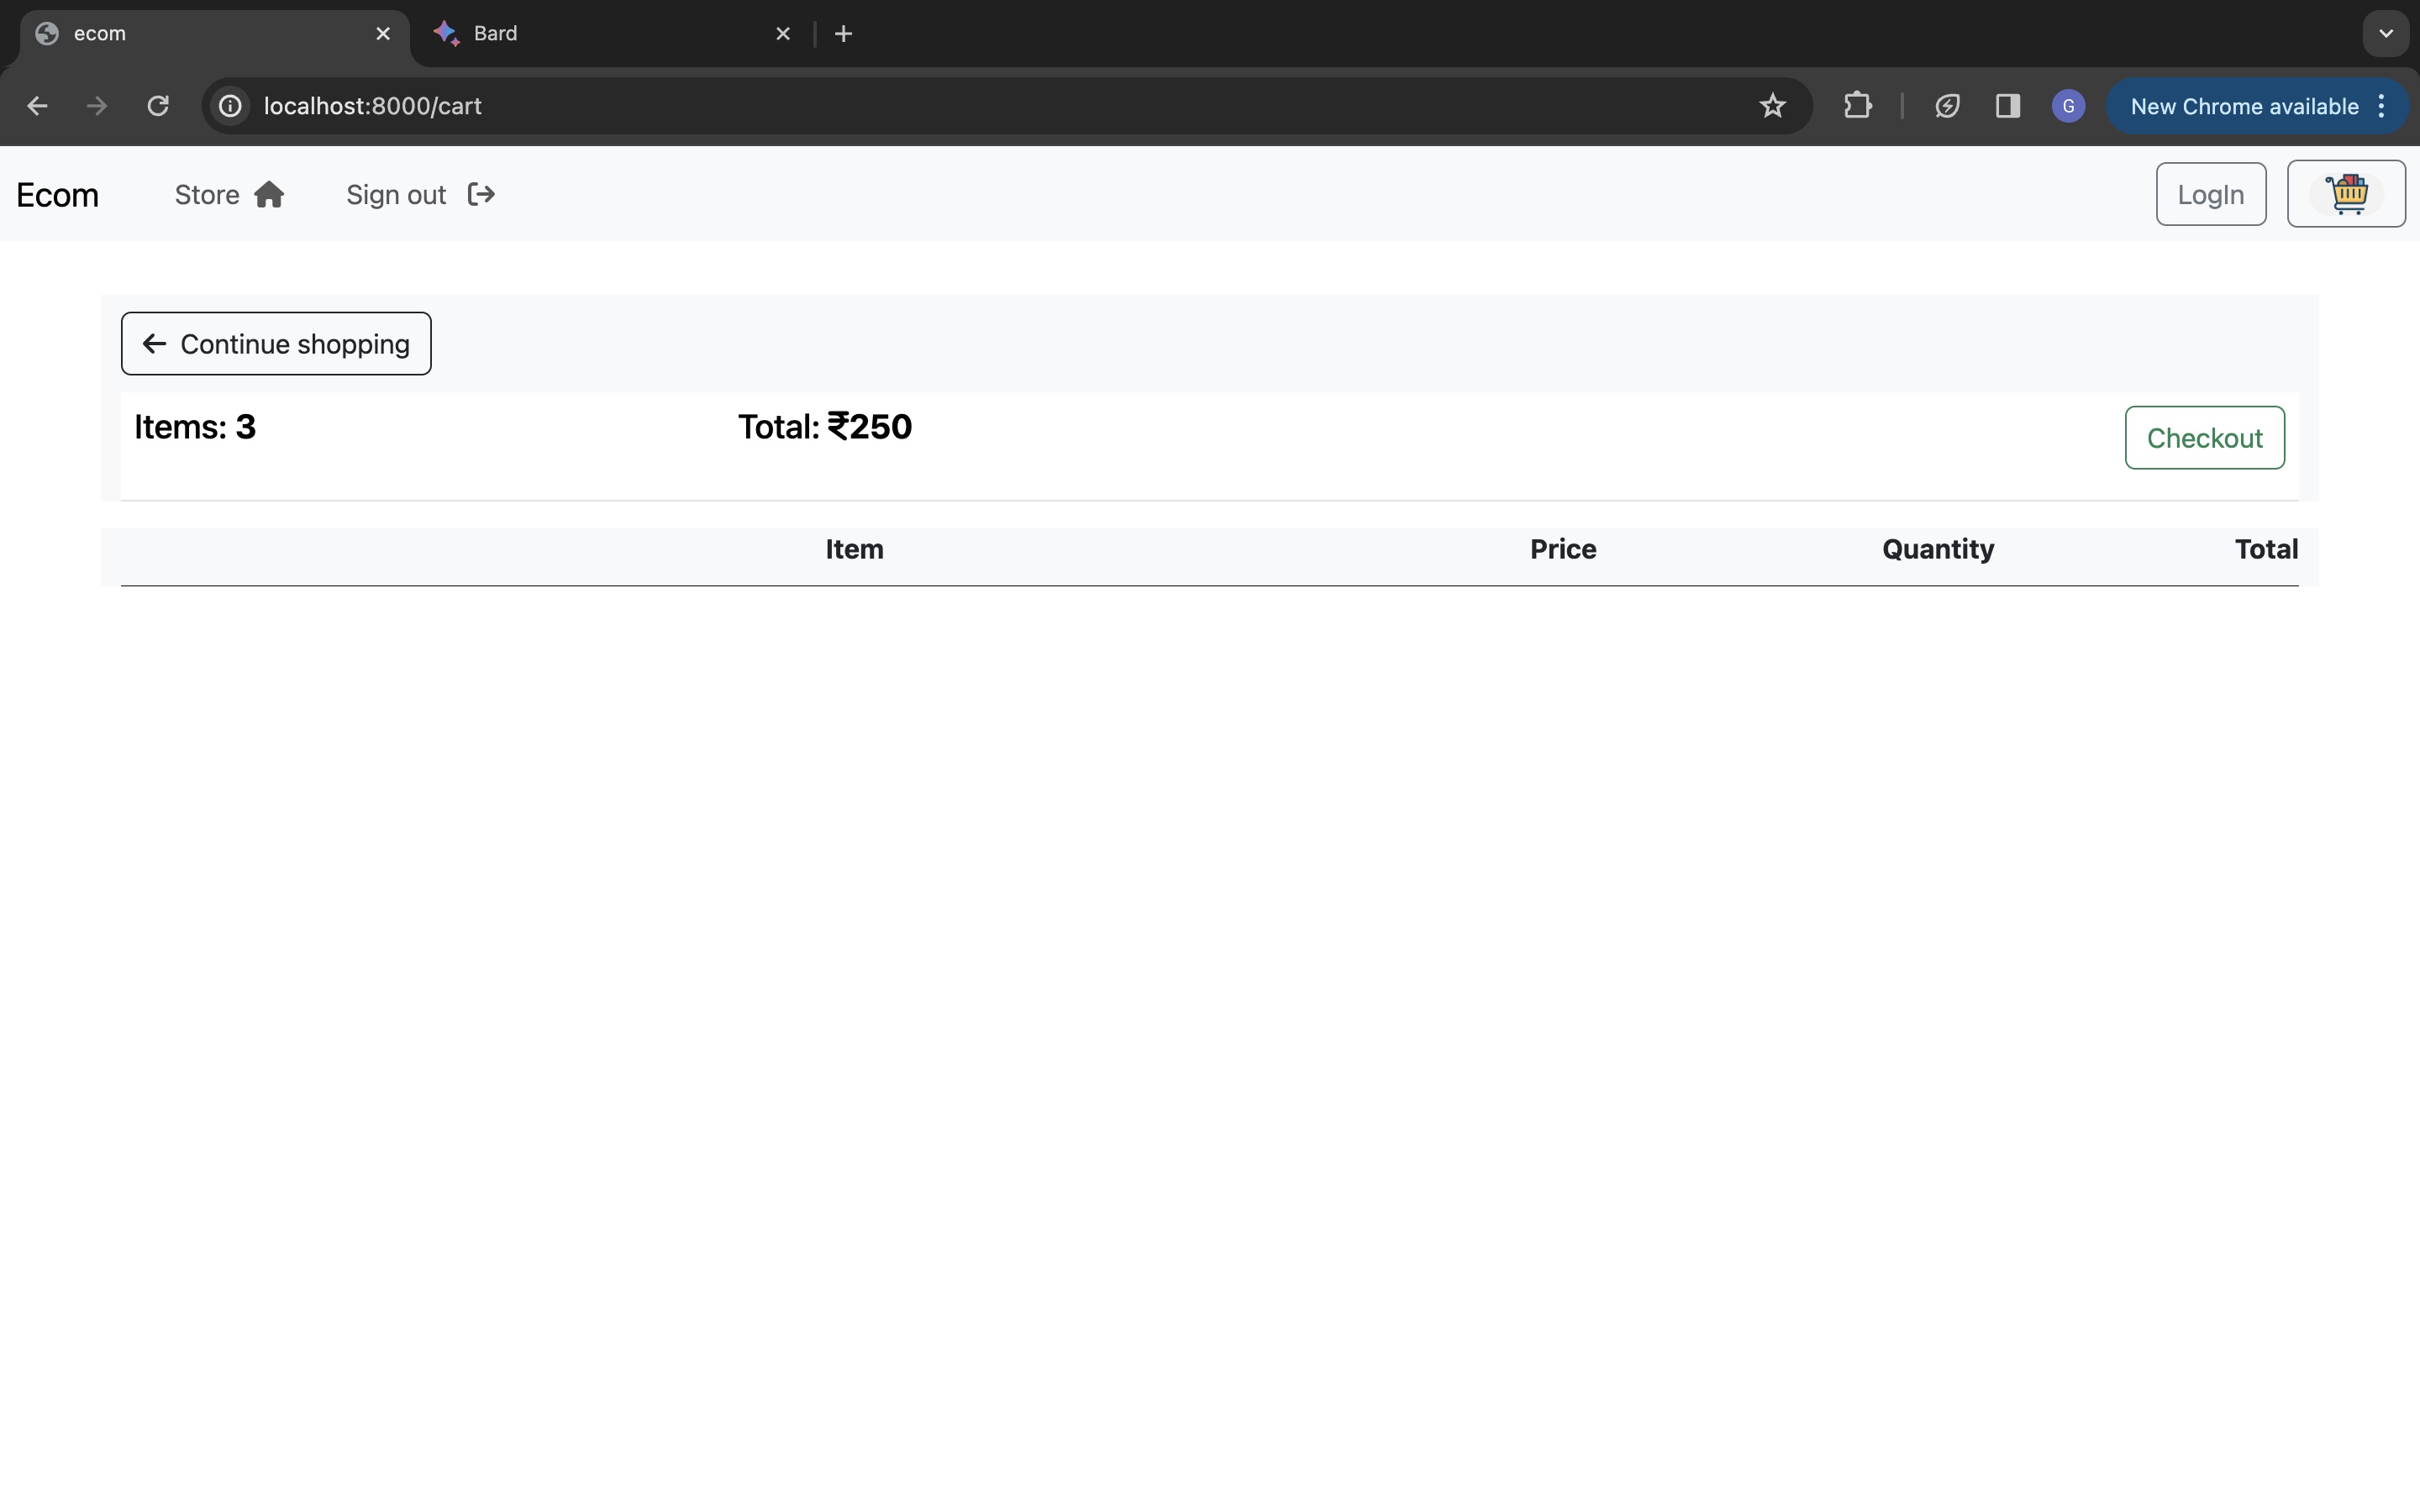 ecom
Bard
localhost:8000/cart
G
New Chrome available
Ecom
Store
Sign out
LogIn
Continue shopping
Items: 3
Total: ₹250
Checkout
Item Price Quantity Total